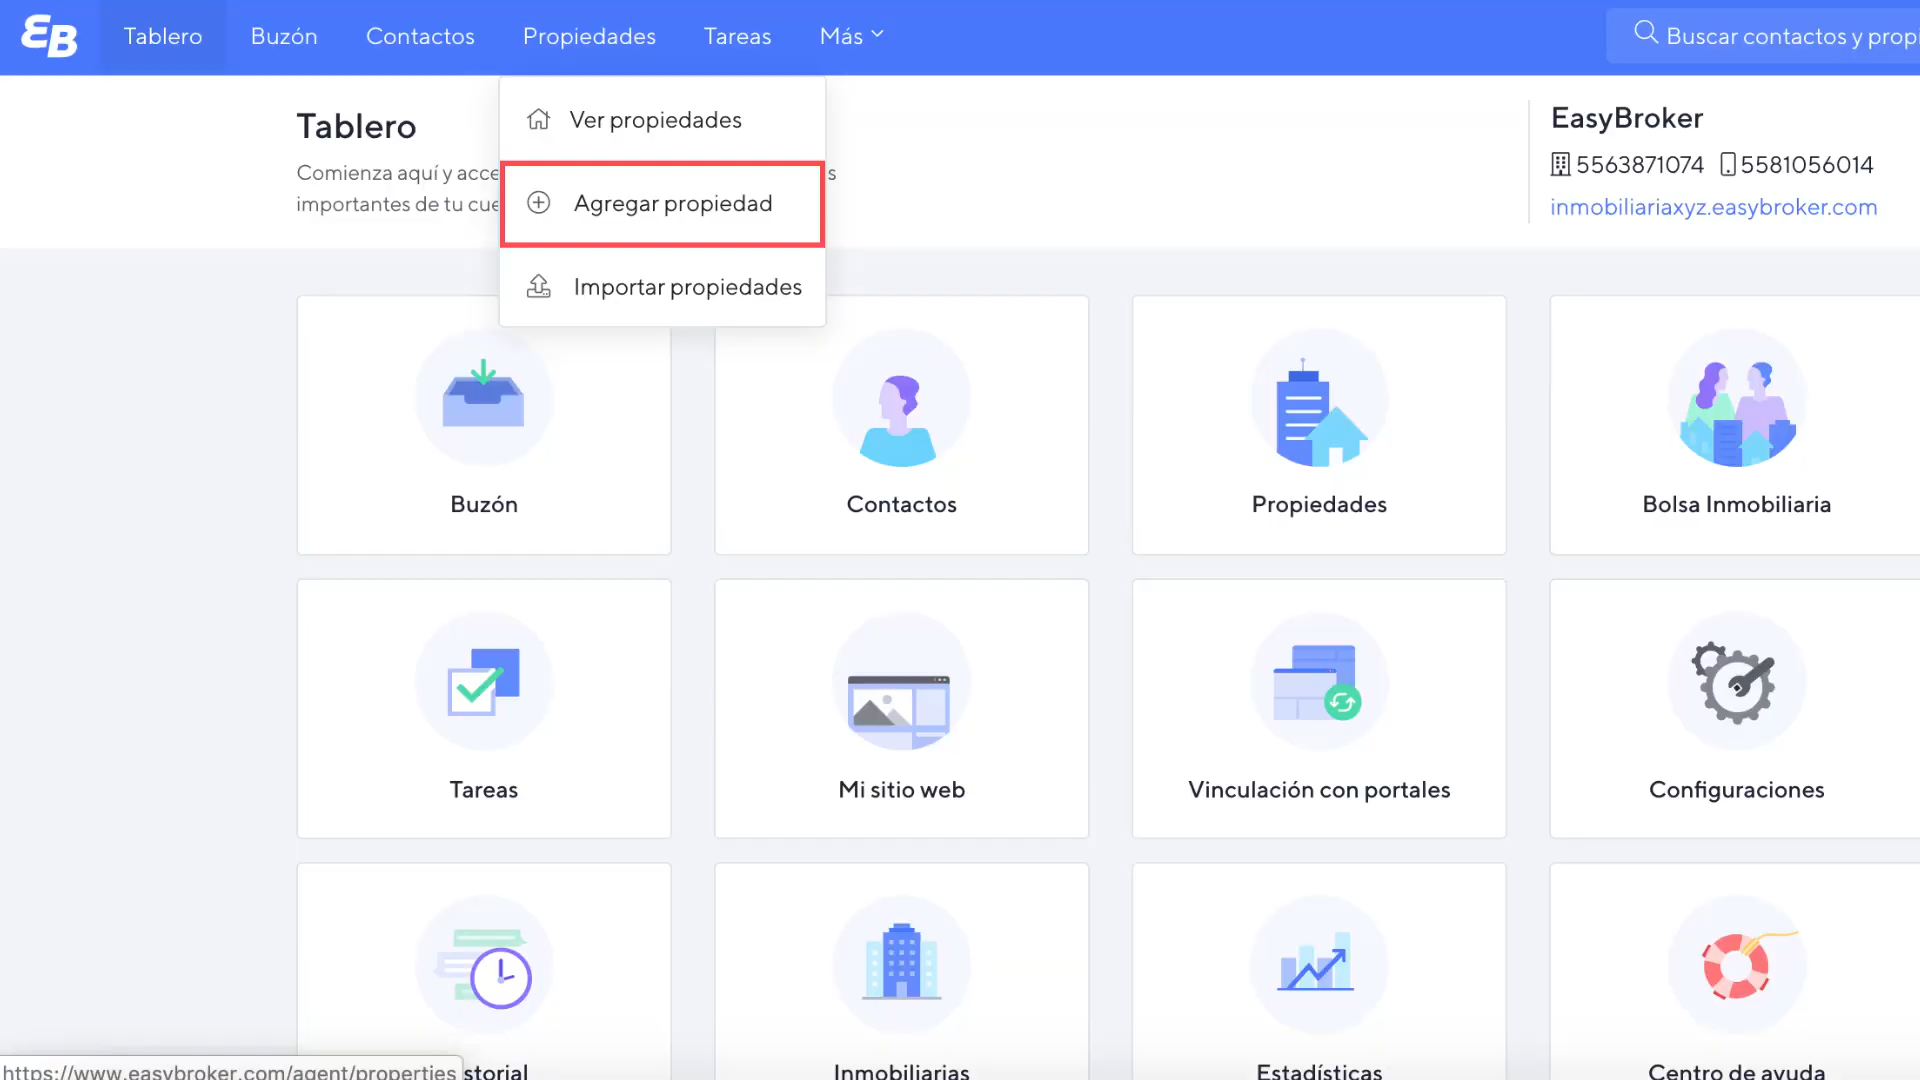 EB
Tablero
Buzón
Contactos
Propiedades
Tareas
Más
Buscar contactos y propi
Ver propiedades
Agregar propiedad
Importar propiedades
Tablero
Comienza aquí y acce
s
importantes de tu cue
EasyBroker
5563871074 5581056014
inmobiliariaxyz.easybroker.com
Buzón
Contactos
Propiedades
Bolsa Inmobiliaria
Tareas
Mi sitio web
Vinculación con portales
Configuraciones
storial
Inmobiliarias
Estadísticas
Centro de ayuda
https://www.easybroker.com/agent/properties